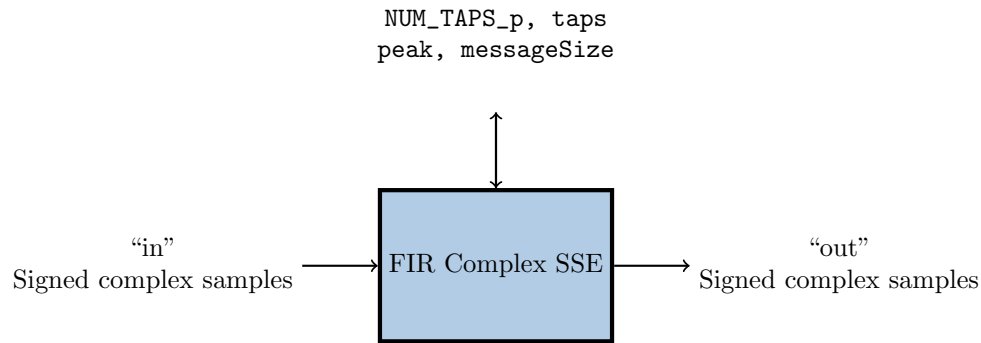 NUM_TAPS_p, taps
peak, messageSize
“in”
Signed complex samples
FIR Complex SSE
“out”
Signed complex samples